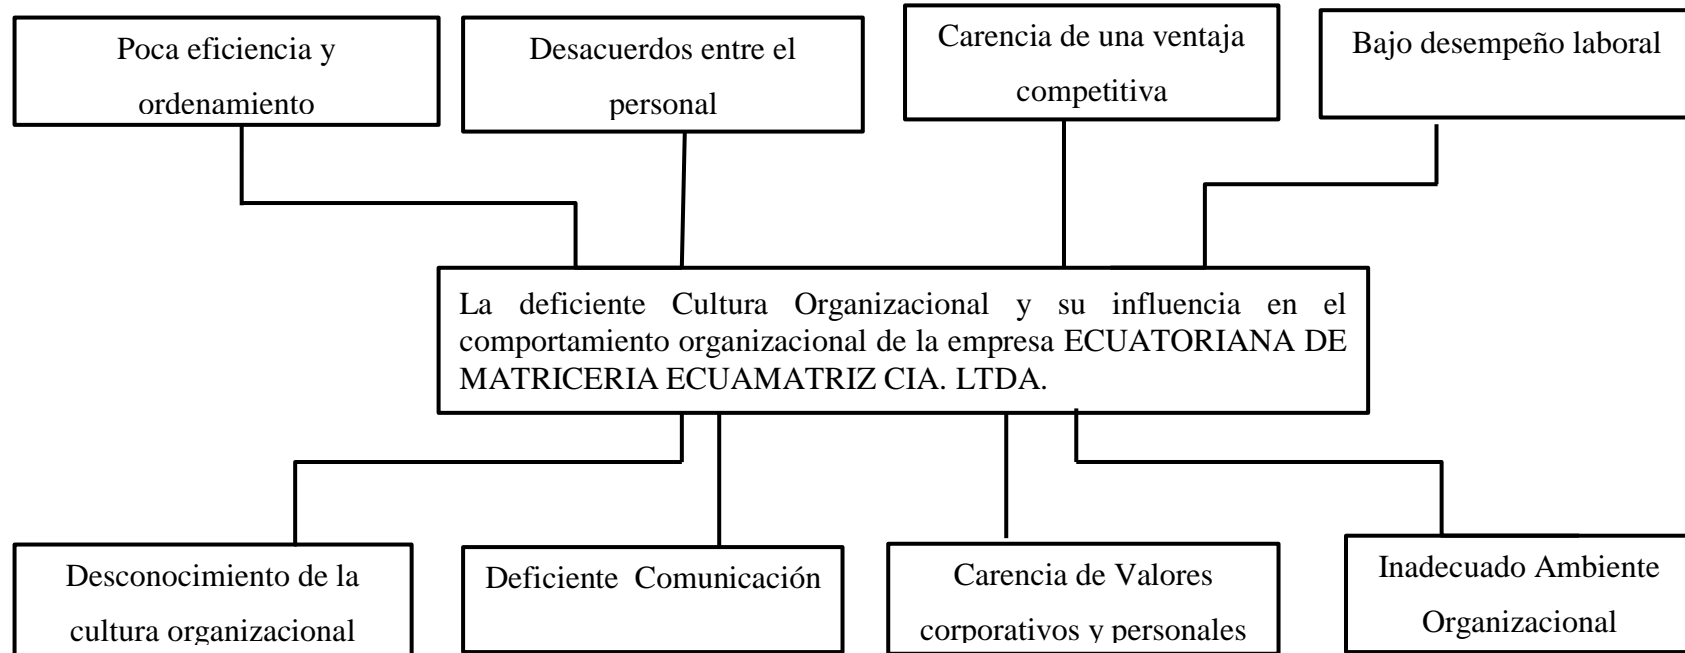 Poca eficiencia y
ordenamiento
Desacuerdos entre el
personal
Carencia de una ventaja
competitiva
Bajo desempeño laboral
La deficiente Cultura Organizacional y su influencia en el
comportamiento organizacional de la empresa ECUATORIANA DE
MATRICERIA ECUAMATRIZ CIA. LTDA.
Desconocimiento de la
cultura organizacional
Deficiente Comunicación
Carencia de Valores
corporativos y personales
Inadecuado Ambiente
Organizacional